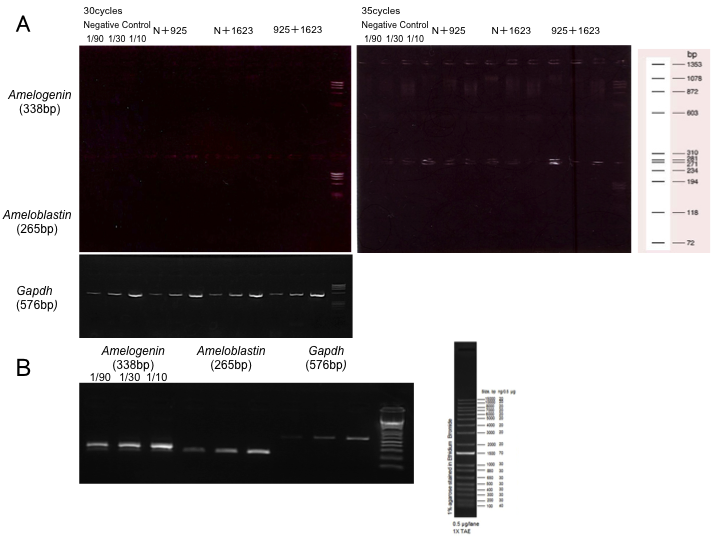 A
30cycles
Negative Control
1/90 1/30 1/10
N＋925
N＋1623
925＋1623
35cycles
Negative Control
1/90 1/30 1/10
N＋925
N＋1623
925＋1623
Amelogenin
(338bp)
Ameloblastin
(265bp)
bp
1353
1078
872
603
310
281
271
234
194
118
72
Gapdh
(576bp)
B
Amelogenin
(338bp)
Ameloblastin
(265bp)
Gapdh
(576bp)
1/90 1/30 1/10
1% agarose stained in Ethidium Bromide
0.5 µg/lane
1X TAE